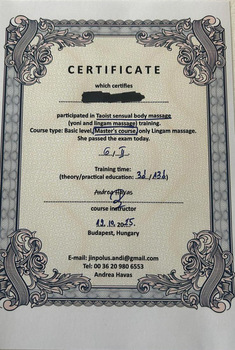 CERTIFICATE
which certifies
participated in Taoist sensual body massage
(yoni and lingam massage) training.
Course type: Basic level, Master's course, only Lingam massage.
She passed the exam today.
Training time:
(theory/practical education:
Andrea Havas
course instructor
Budapest, Hungary
E-mail: jinpolus.andi@gmail.com
Tel: 00 36 20 980 6553
Andrea Havas